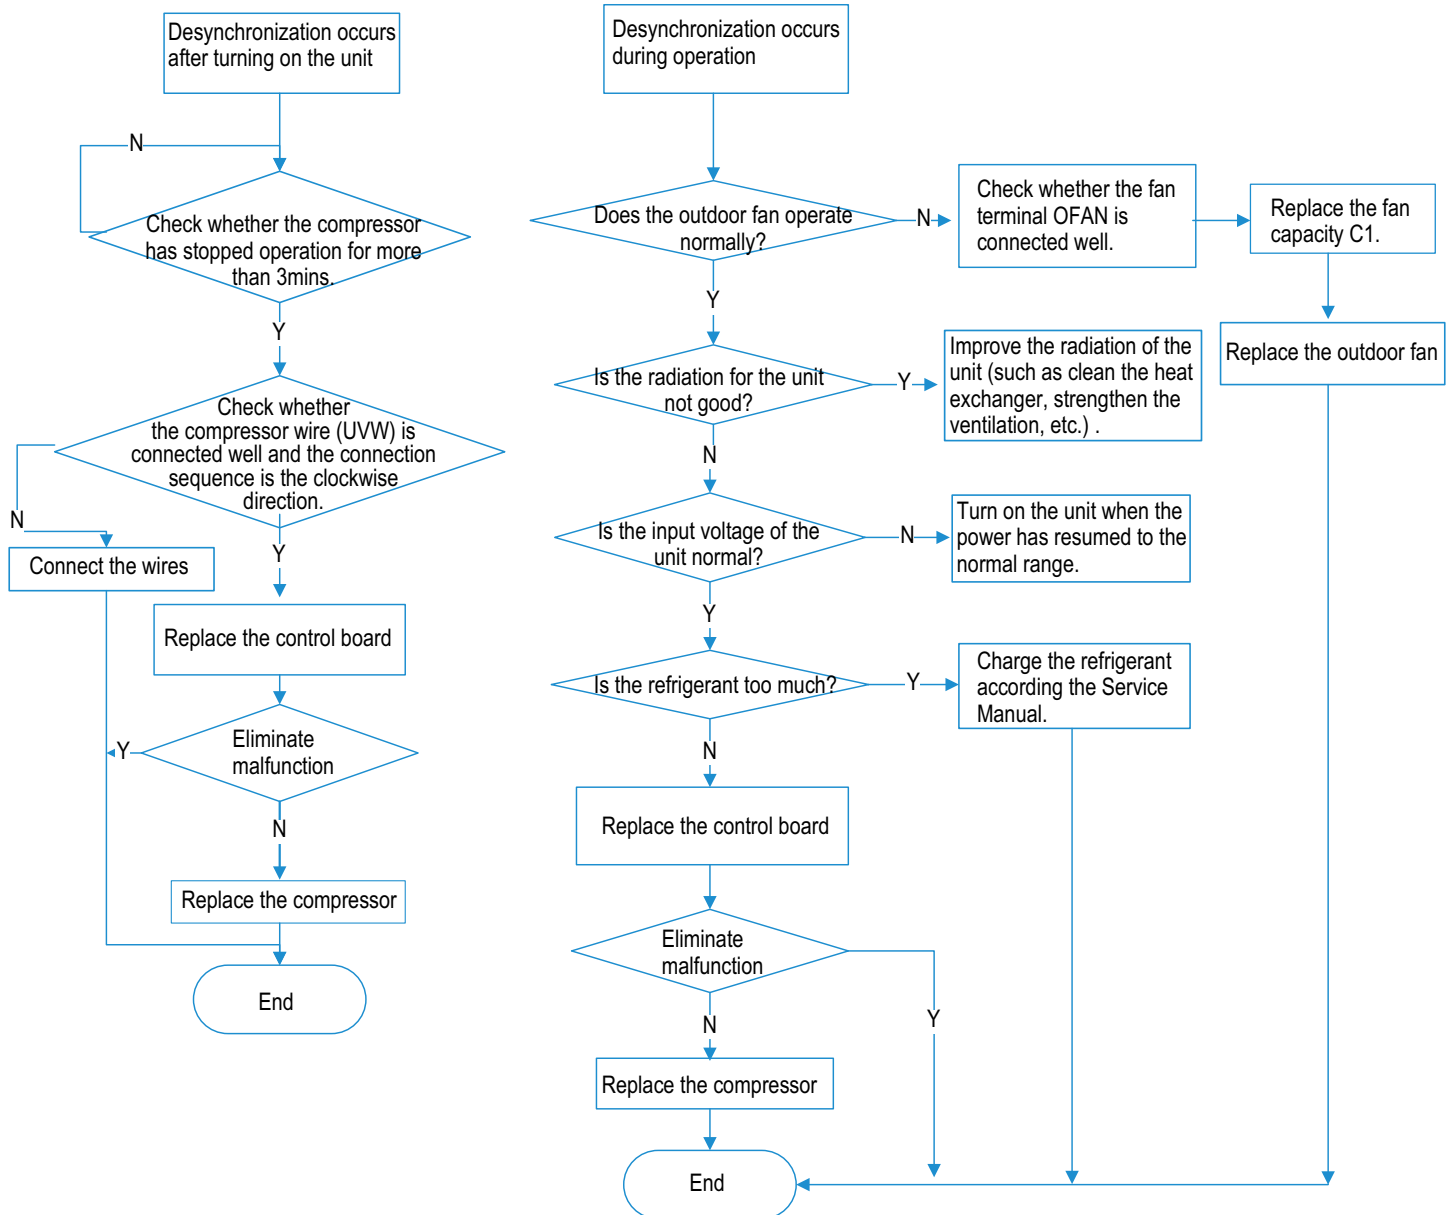 Desynchronization occurs
after turning on the unit
N
Check whether the compressor
has stopped operation for more
than 3mins.
Y
Check whether
the compressor wire (UVW) is
connected well and the connection
sequence is the clockwise
direction.
N
Y
Connect the wires
Replace the control board
Y
Eliminate
malfunction
N
Replace the compressor
End
Desynchronization occurs
during operation
Does the outdoor fan operate
normally?
N
Check whether the fan
terminal OFAN is
connected well.
Replace the fan
capacity C1.
Replace the outdoor fan
Y
Is the radiation for the unit
not good?
Y
Improve the radiation of the
unit (such as clean the heat
exchanger, strengthen the
ventilation, etc.) .
N
Is the input voltage of the
unit normal?
N
Turn on the unit when the
power has resumed to the
normal range.
Y
Is the refrigerant too much?
Y
Charge the refrigerant
according the Service
Manual.
N
Replace the control board
Eliminate
malfunction
Y
N
Replace the compressor
End